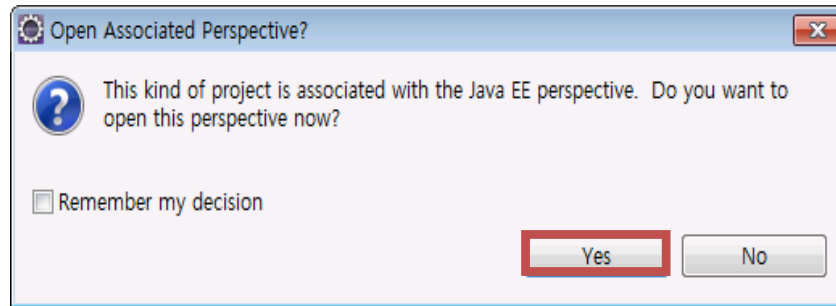 Open Associated Perspective?
This kind of project is associated with the Java EE perspective. Do you want to
open this perspective now?
Remember my decision
Yes
No